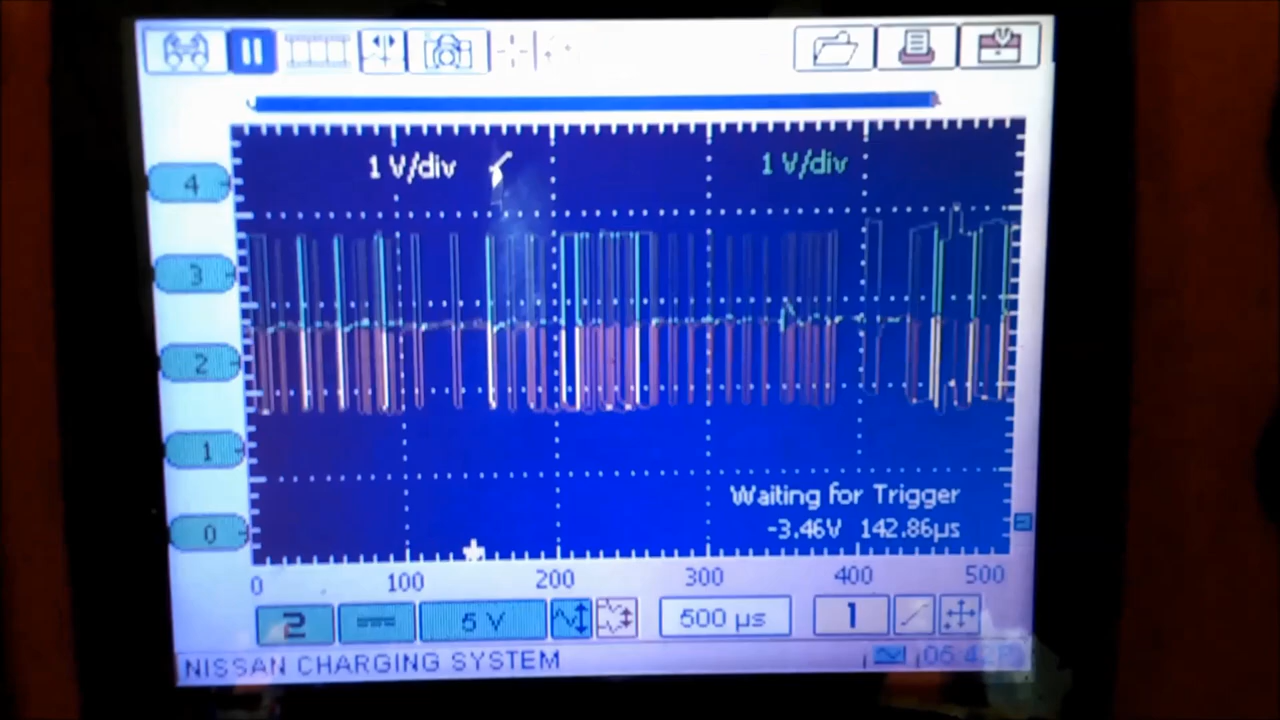 1 V/div 1 V/div
4
3
2
1
0
Waiting for Trigger
-3.46V 142.86µs
0 100 200 300 400 500
2 5 V 500 µs 1
NISSAN CHARGING SYSTEM